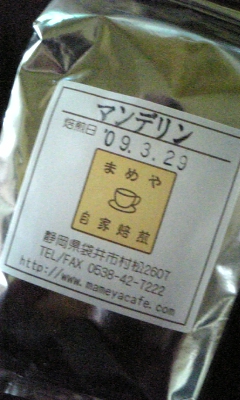 マンデリン
焙煎日 '09.3.29
まめや
自家焙煎
静岡県袋井市村松2607
TEL/FAX 0538-42-7222
http://www.mameyacafe.com